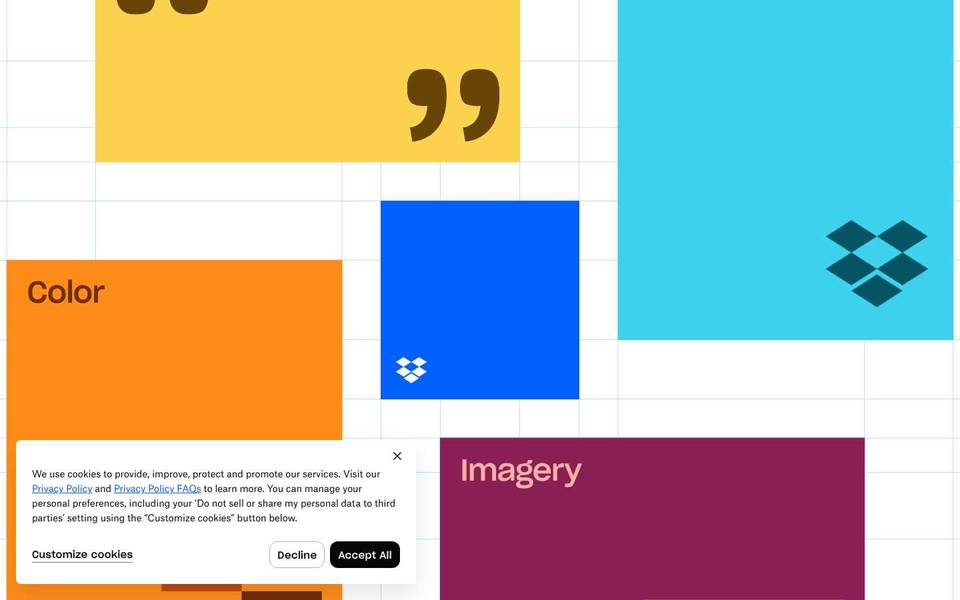 “
”
Color
Imagery
We use cookies to provide, improve, protect and promote our services. Visit our
Privacy Policy and Privacy Policy FAQs to learn more. You can manage your
personal preferences, including your ‘Do not sell or share my personal data to third
parties’ setting using the “Customize cookies” button below.
Customize cookies
Decline
Accept All